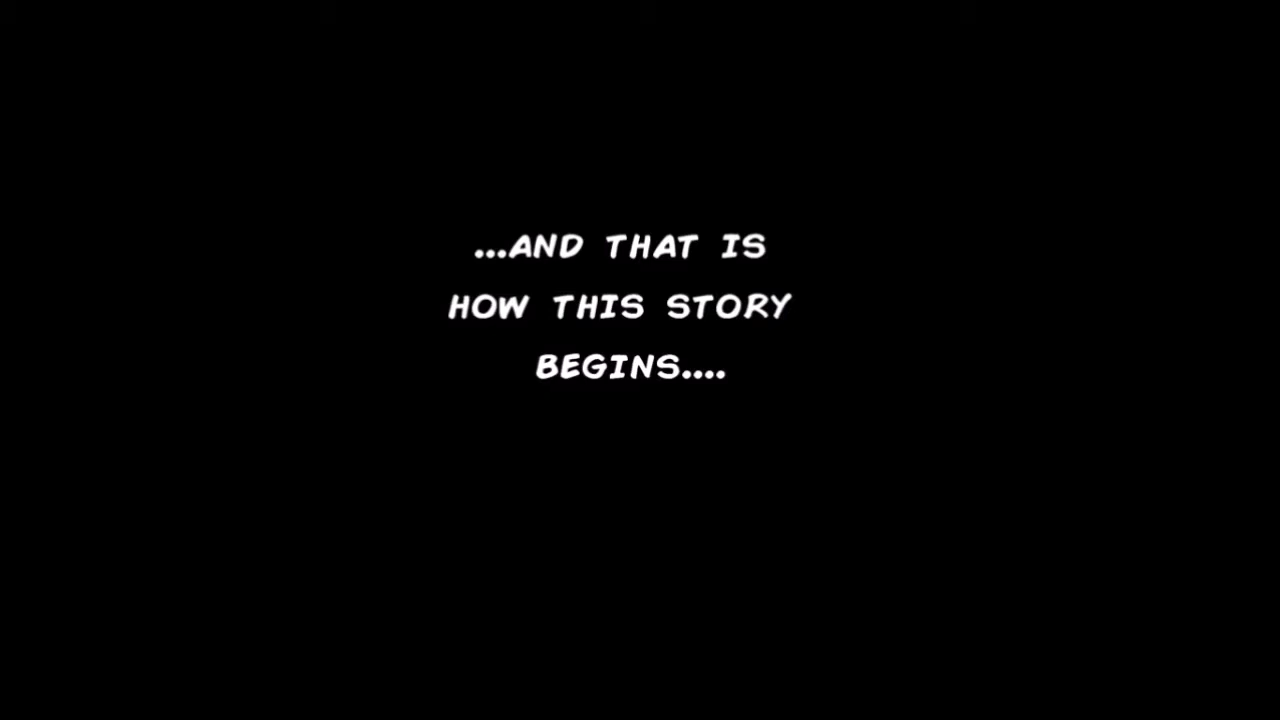 ...AND THAT IS
HOW THIS STORY
BEGINS....